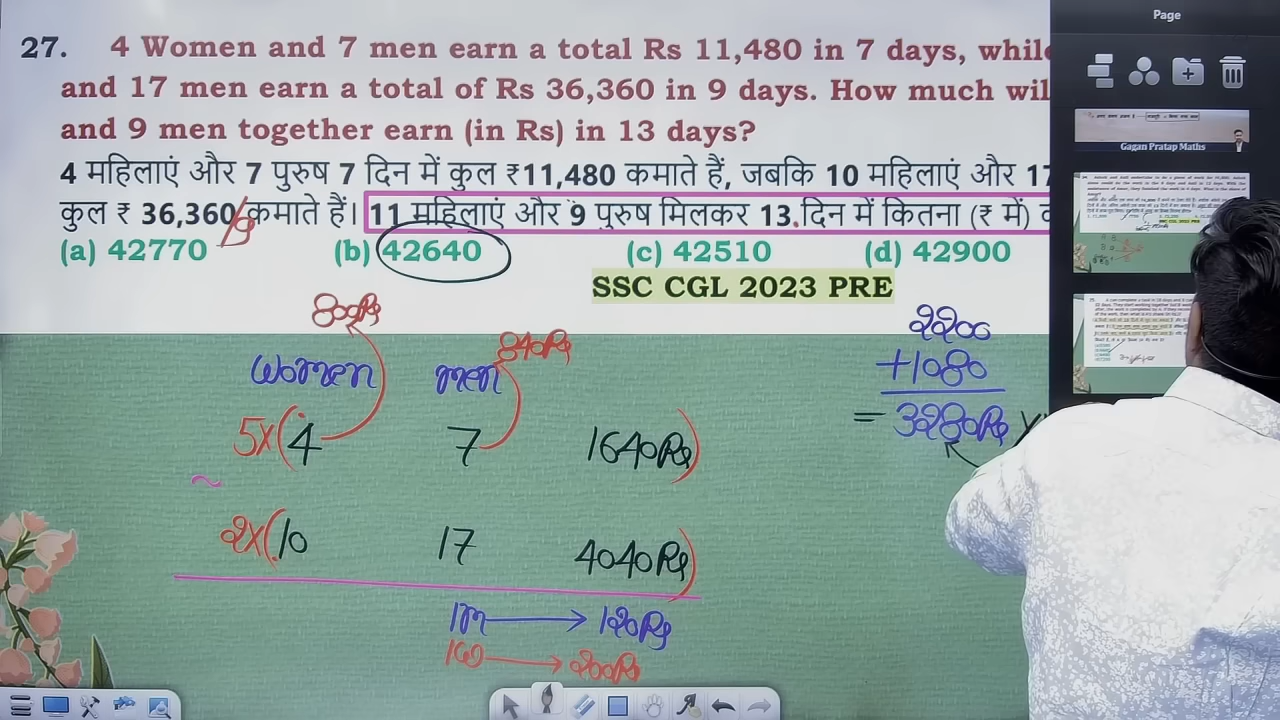 Page
27. 4 Women and 7 men earn a total Rs 11,480 in 7 days, while
and 17 men earn a total of Rs 36,360 in 9 days. How much wil
and 9 men together earn (in Rs) in 13 days?
4 महिलाएं और 7 पुरुष 7 दिन में कुल ₹11,480 कमाते हैं, जबकि 10 महिलाएं और 17
कुल ₹ 36,360 कमाते हैं। 11 महिलाएं और 9 पुरुष मिलकर 13 दिन में कितना (₹ में)
(a) 42770 (b) 42640 (c) 42510 (d) 42900
SSC CGL 2023 PRE
Gagan Pratap Maths
800Rs
840Rs
women men
5x(4 7 1640Rs)
2x(10 17 4040Rs)
1m → 120Rs
1w → 200Rs
2200
+1080
= 3280Rs x